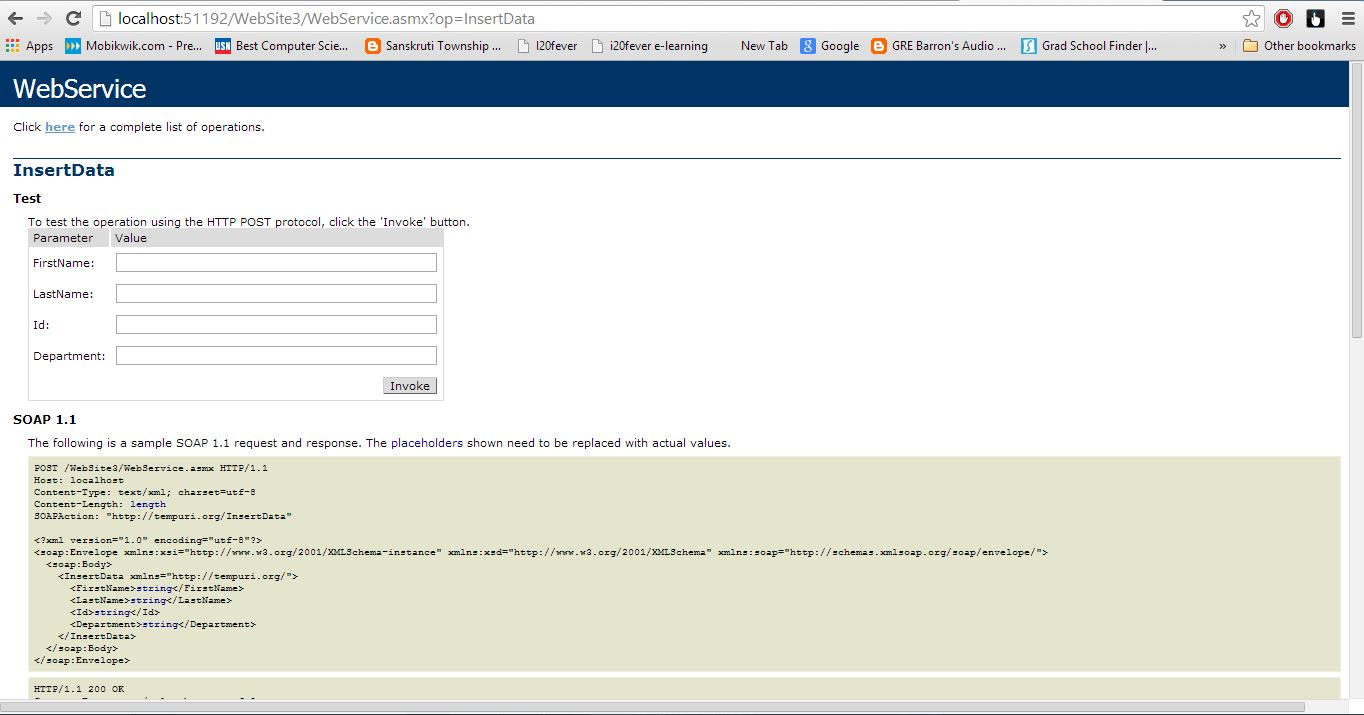 localhost:51192/WebSite3/WebService.asmx?op=InsertData
Apps Mobikwik.com - Pre... USN Best Computer Scie... Sanskruti Township ... I20fever i20fever e-learning New Tab Google GRE Barron's Audio ... Grad School Finder |... » Other bookmarks
WebService
Click here for a complete list of operations.
InsertData
Test
To test the operation using the HTTP POST protocol, click the 'Invoke' button.
Parameter Value
FirstName:
LastName:
Id:
Department:
Invoke
SOAP 1.1
The following is a sample SOAP 1.1 request and response. The placeholders shown need to be replaced with actual values.
POST /WebSite3/WebService.asmx HTTP/1.1
Host: localhost
Content-Type: text/xml; charset=utf-8
Content-Length: length
SOAPAction: "http://tempuri.org/InsertData"
<?xml version="1.0" encoding="utf-8"?>
<soap:Envelope xmlns:xsi="http://www.w3.org/2001/XMLSchema-instance" xmlns:xsd="http://www.w3.org/2001/XMLSchema" xmlns:soap="http://schemas.xmlsoap.org/soap/envelope/">
<soap:Body>
<InsertData xmlns="http://tempuri.org/">
<FirstName>string</FirstName>
<LastName>string</LastName>
<Id>string</Id>
<Department>string</Department>
</InsertData>
</soap:Body>
</soap:Envelope>
HTTP/1.1 200 OK